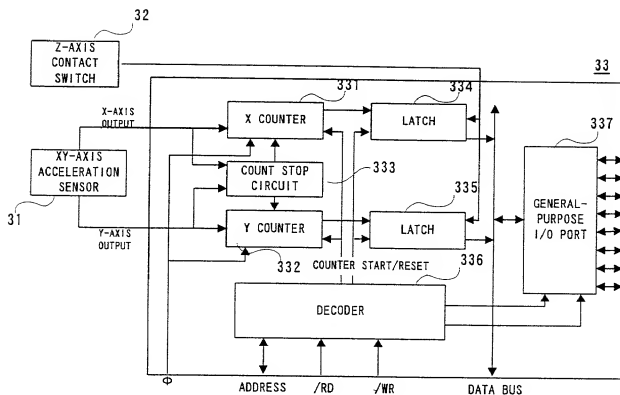 32
Z-AXIS
CONTACT
SWITCH
33
331
334
337
X-AXIS
OUTPUT
X COUNTER
LATCH
XY-AXIS
ACCELERATION
SENSOR
COUNT STOP
CIRCUIT
333
335
GENERAL-
PURPOSE
I/O PORT
31
Y-AXIS
OUTPUT
Y COUNTER
LATCH
332
COUNTER START/RESET
336
DECODER
Φ
ADDRESS
/RD
/WR
DATA BUS